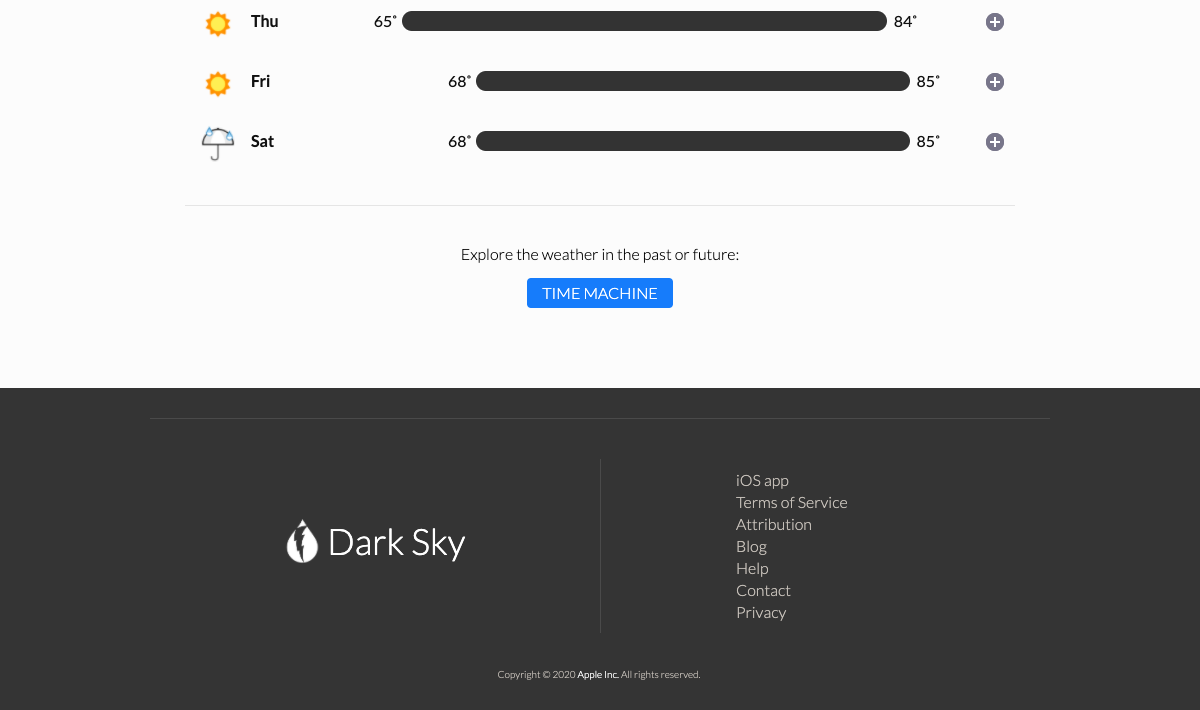 Thu 65˚ 84˚
Fri 68˚ 85˚
Sat 68˚ 85˚
Explore the weather in the past or future:
TIME MACHINE
Dark Sky
iOS app
Terms of Service
Attribution
Blog
Help
Contact
Privacy
Copyright © 2020 Apple Inc. All rights reserved.